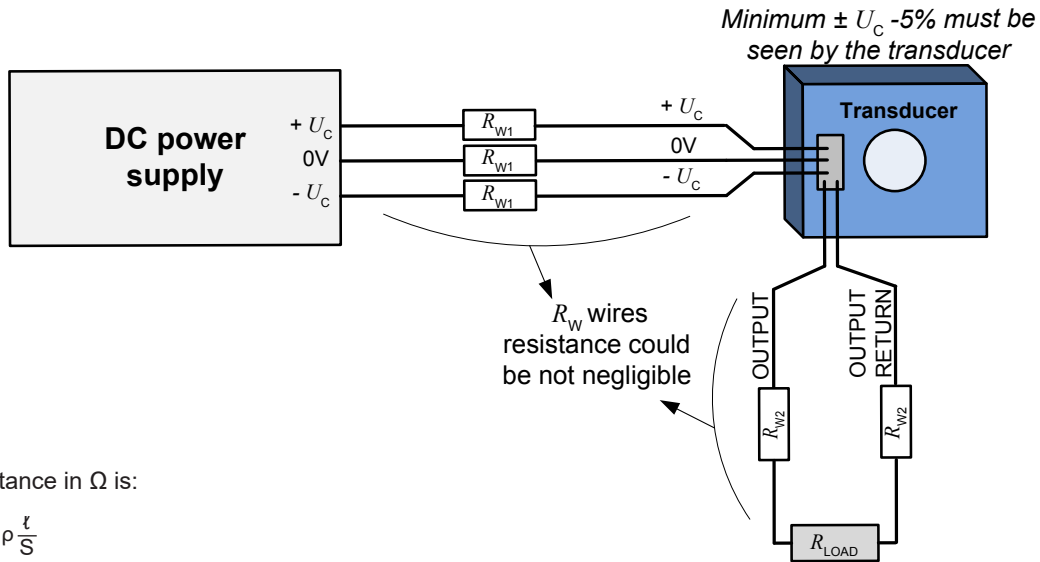 Minimum ± U_C -5% must be
seen by the transducer
DC power
supply
+ U_C
0V
- U_C
R_W1
R_W1
R_W1
+ U_C
0V
- U_C
Transducer
R_W wires
resistance could
be not negligible
OUTPUT
OUTPUT
RETURN
R_W2
R_W2
R_LOAD
tance in Ω is:
ρ ℓ/S